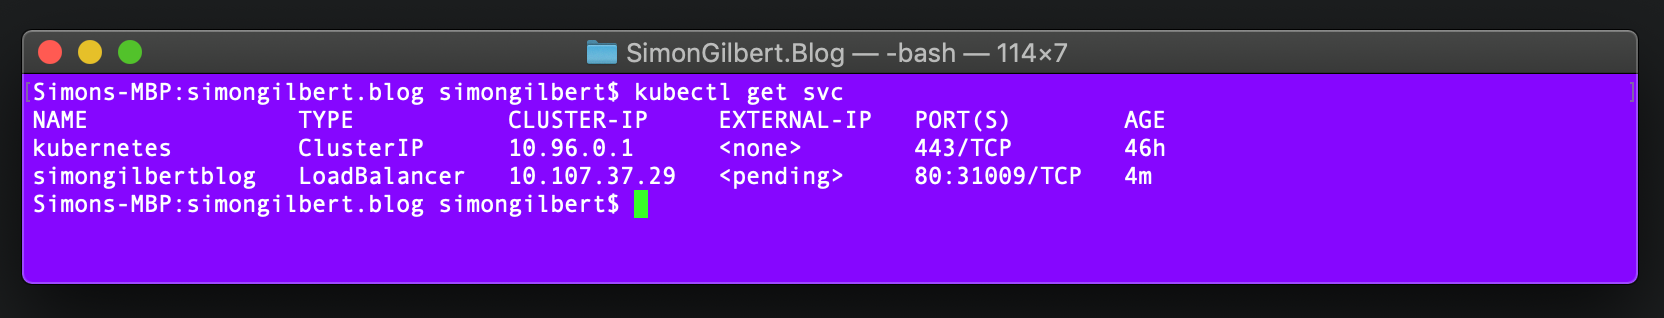 SimonGilbert.Blog — -bash — 114×7
[Simons-MBP:simongilbert.blog simongilbert$ kubectl get svc ]
NAME TYPE CLUSTER-IP EXTERNAL-IP PORT(S) AGE
kubernetes ClusterIP 10.96.0.1 <none> 443/TCP 46h
simongilbertblog LoadBalancer 10.107.37.29 <pending> 80:31009/TCP 4m
Simons-MBP:simongilbert.blog simongilbert$